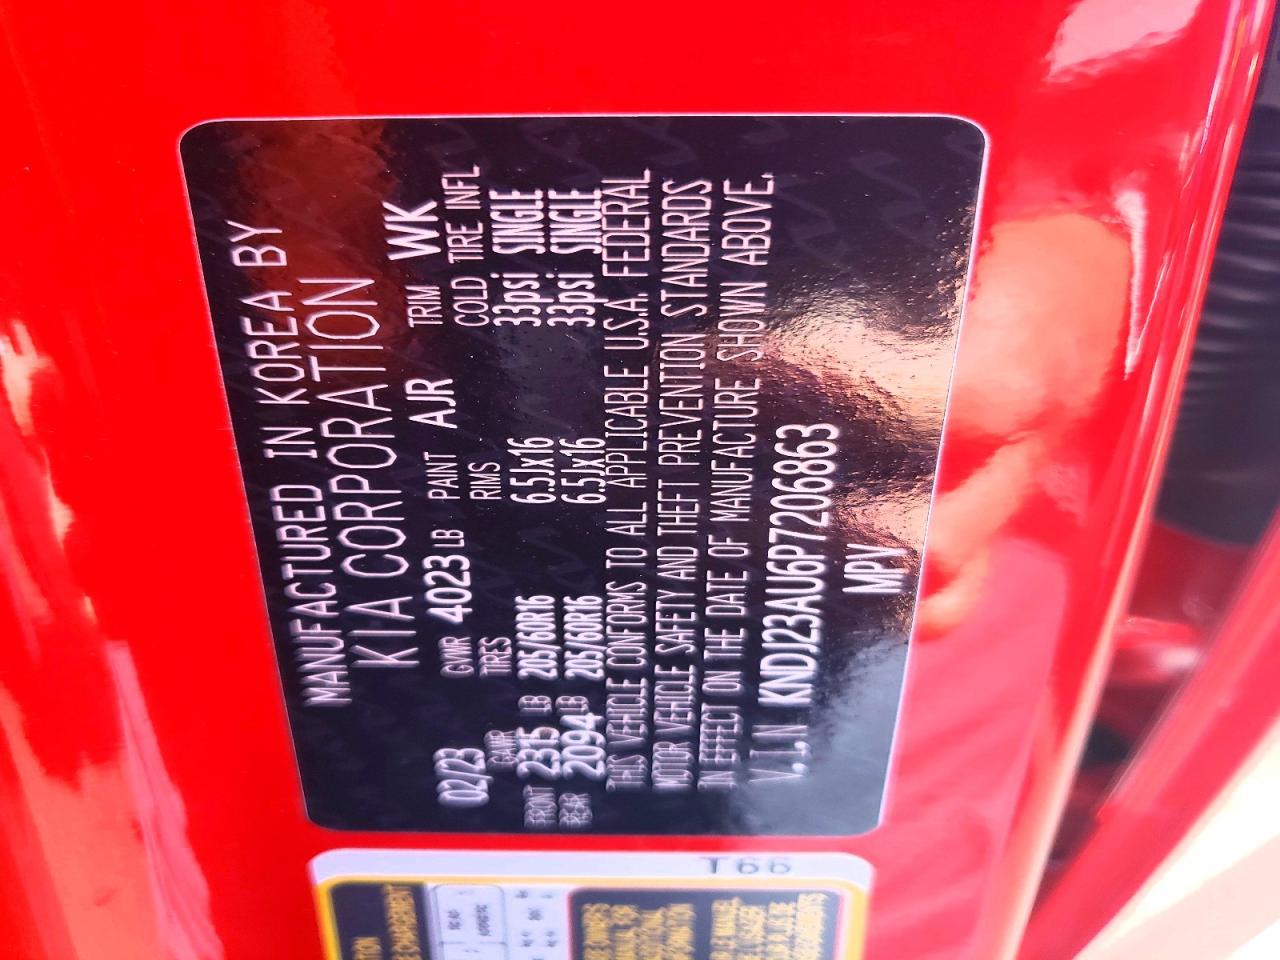 MANUFACTURED IN KOREA BY
KIA CORPORATION
02/23 GVWR 4023 LB PAINT AJR TRIM WK
GAWR TIRES RIMS COLD TIRE INFL
FRONT 2315 LB 205/60R16 6.5Jx16 33psi SINGLE
REAR 2094 LB 205/60R16 6.5Jx16 33psi SINGLE
THIS VEHICLE CONFORMS TO ALL APPLICABLE U.S.A. FEDERAL
MOTOR VEHICLE SAFETY AND THEFT PREVENTION STANDARDS
IN EFFECT ON THE DATE OF MANUFACTURE SHOWN ABOVE.
V.I.N KNDJ23AU6P7206863
MPV
T66